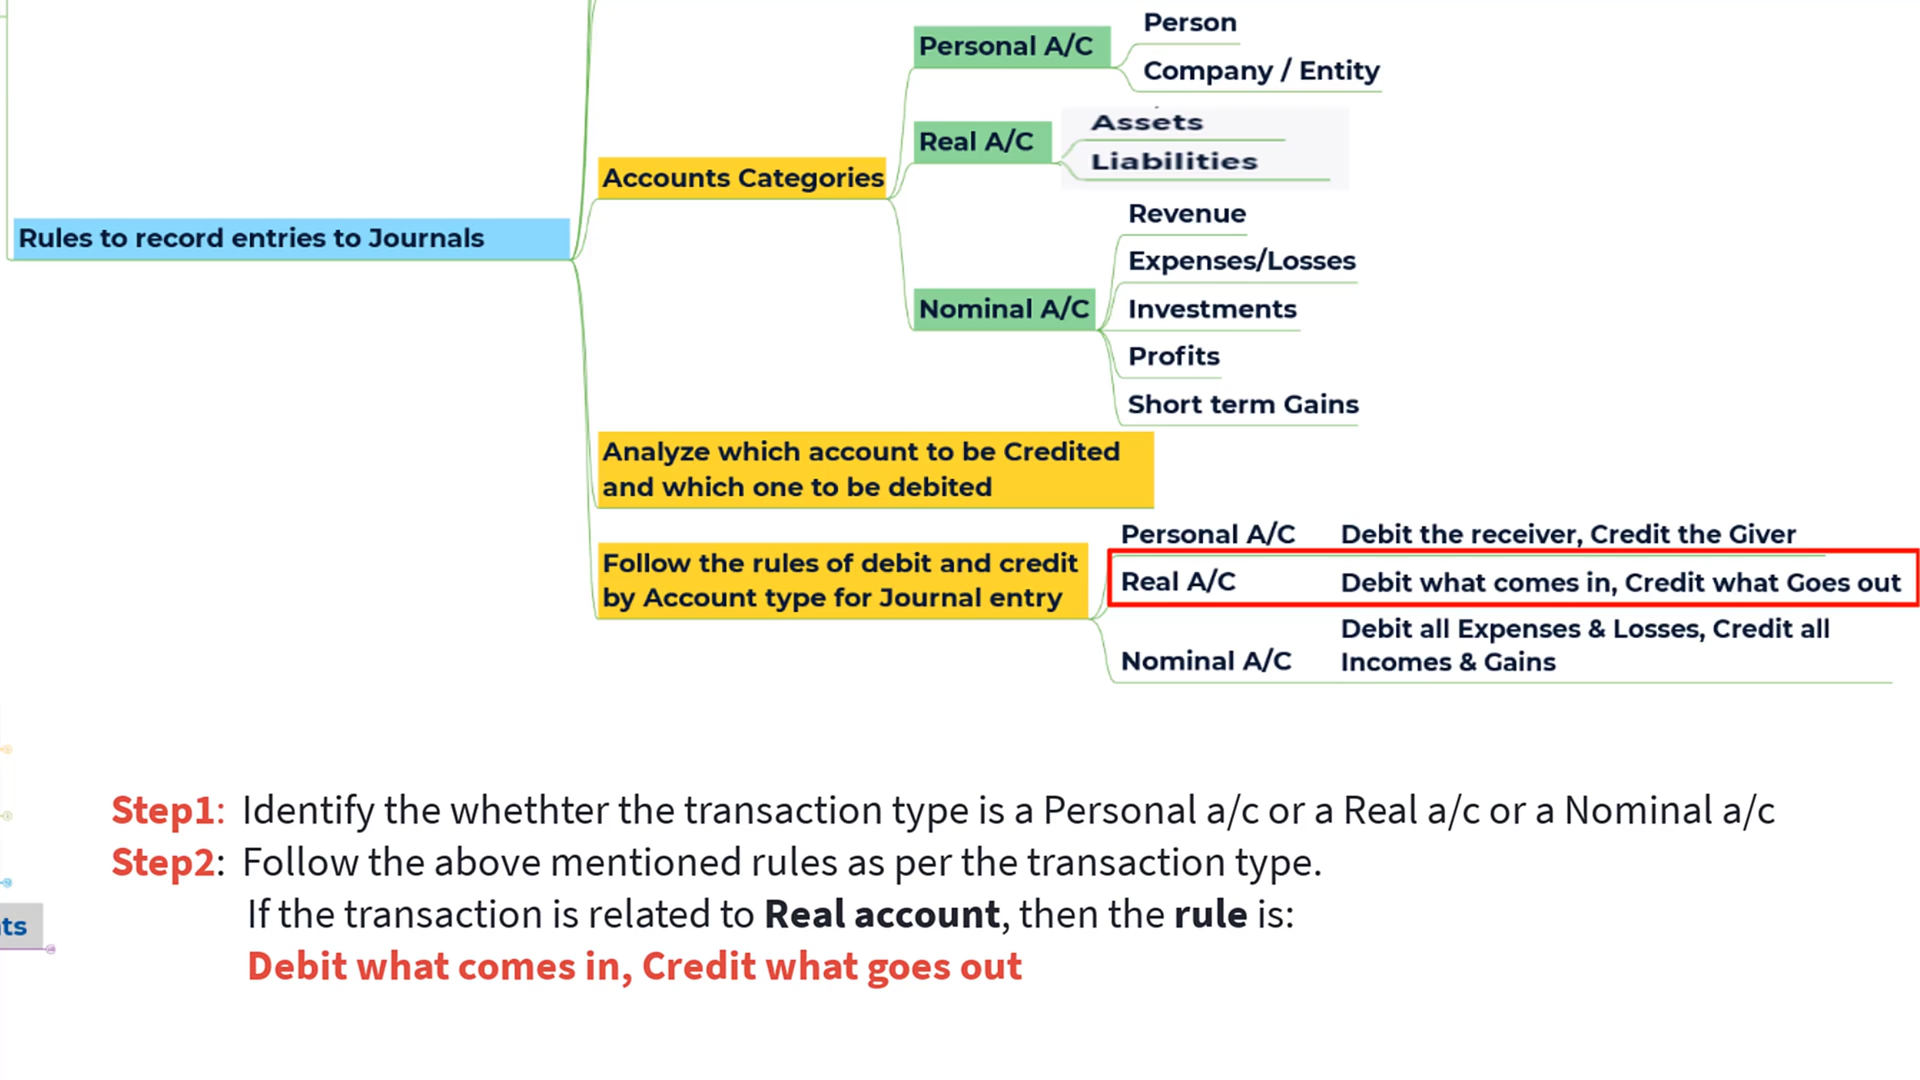 Person
Personal A/C
Company / Entity
Assets
Real A/C
Liabilities
Accounts Categories
Revenue
Rules to record entries to Journals
Expenses/Losses
Nominal A/C
Investments
Profits
Short term Gains
Analyze which account to be Credited
and which one to be debited
Personal A/C Debit the receiver, Credit the Giver
Follow the rules of debit and credit
by Account type for Journal entry
Real A/C Debit what comes in, Credit what Goes out
Debit all Expenses & Losses, Credit all
Nominal A/C Incomes & Gains
Step1: Identify the whethter the transaction type is a Personal a/c or a Real a/c or a Nominal a/c
Step2: Follow the above mentioned rules as per the transaction type.
If the transaction is related to Real account, then the rule is:
ts
Debit what comes in, Credit what goes out